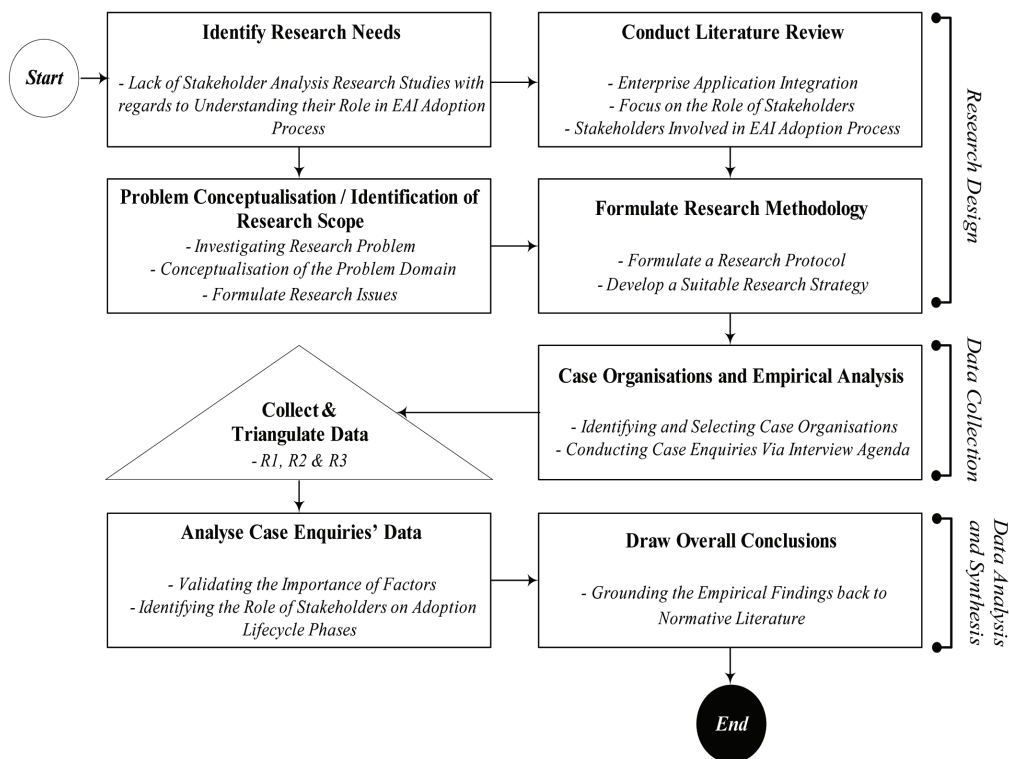 Start
Identify Research Needs
- Lack of Stakeholder Analysis Research Studies with
regards to Understanding their Role in EAI Adoption
Process
Conduct Literature Review
- Enterprise Application Integration
- Focus on the Role of Stakeholders
- Stakeholders Involved in EAI Adoption Process
Problem Conceptualisation / Identification of
Research Scope
- Investigating Research Problem
- Conceptualisation of the Problem Domain
- Formulate Research Issues
Formulate Research Methodology
- Formulate a Research Protocol
- Develop a Suitable Research Strategy
Research Design
Collect &
Triangulate Data
- R1, R2 & R3
Case Organisations and Empirical Analysis
- Identifying and Selecting Case Organisations
- Conducting Case Enquiries Via Interview Agenda
Data Collection
Analyse Case Enquiries' Data
- Validating the Importance of Factors
- Identifying the Role of Stakeholders on Adoption
Lifecycle Phases
Draw Overall Conclusions
- Grounding the Empirical Findings back to
Normative Literature
Data Analysis
and Synthesis
End